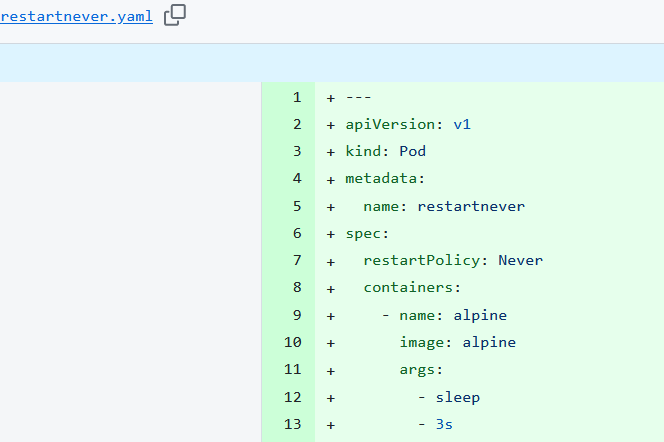 restartnever.yaml
1 + ---
2 + apiVersion: v1
3 + kind: Pod
4 + metadata:
5 +   name: restartnever
6 + spec:
7 +   restartPolicy: Never
8 +   containers:
9 +     - name: alpine
10 +       image: alpine
11 +       args:
12 +         - sleep
13 +         - 3s